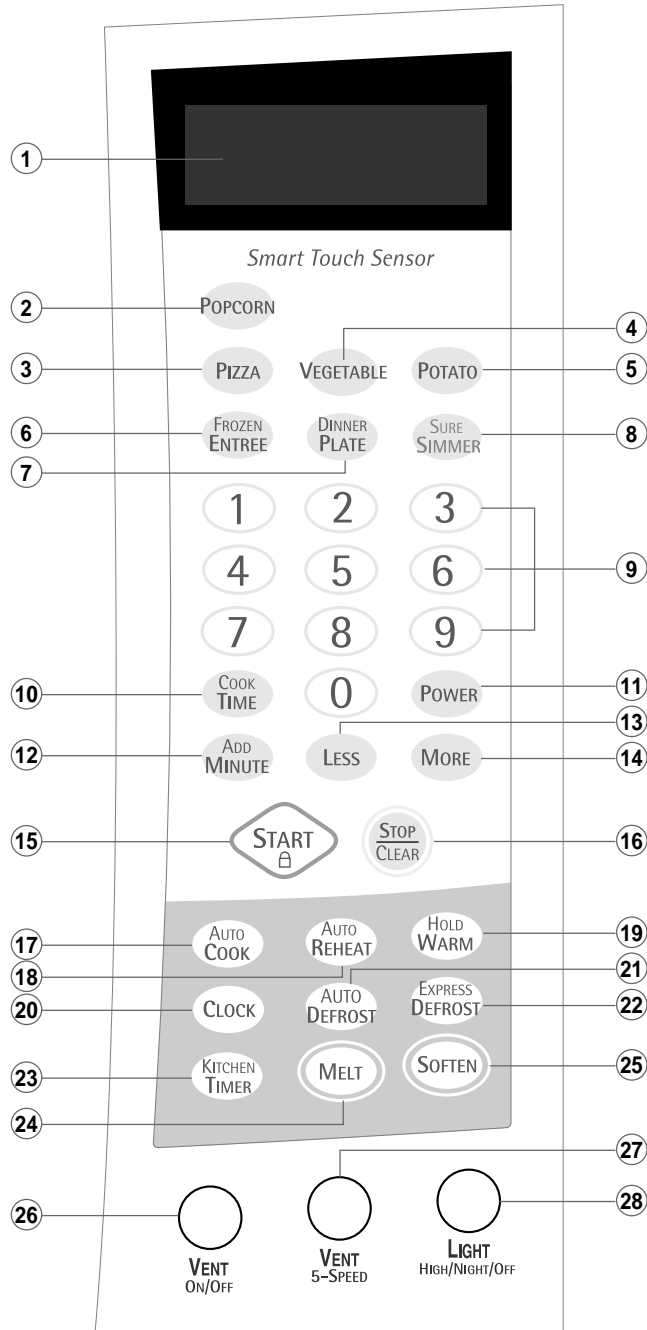 1
Smart Touch Sensor
2 POPCORN
4
3 PIZZA VEGETABLE POTATO 5
6 FROZEN ENTREE DINNER PLATE SURE SIMMER 8
7
1 2 3
4 5 6 9
7 8 9
10 COOK TIME 0 POWER 11
13
12 ADD MINUTE LESS MORE 14
15 START STOP CLEAR 16
17 AUTO COOK AUTO REHEAT HOLD WARM 19
18 21
20 CLOCK AUTO DEFROST EXPRESS DEFROST 22
23 KITCHEN TIMER MELT SOFTEN 25
24
27
26 28
VENT ON/OFF VENT 5-SPEED LIGHT HIGH/NIGHT/OFF